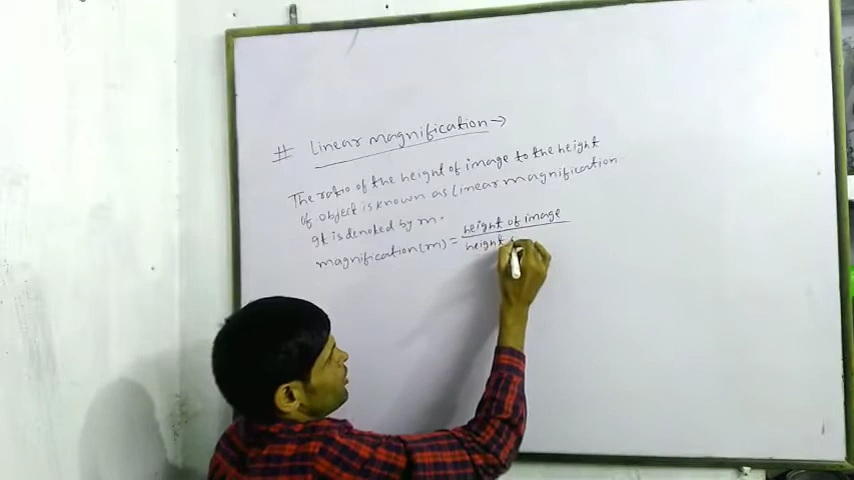 # Linear magnification →
The ratio of the height of image to the height
of object is known as Linear magnification.
It is denoted by m.
magnification(m) = height of image
height